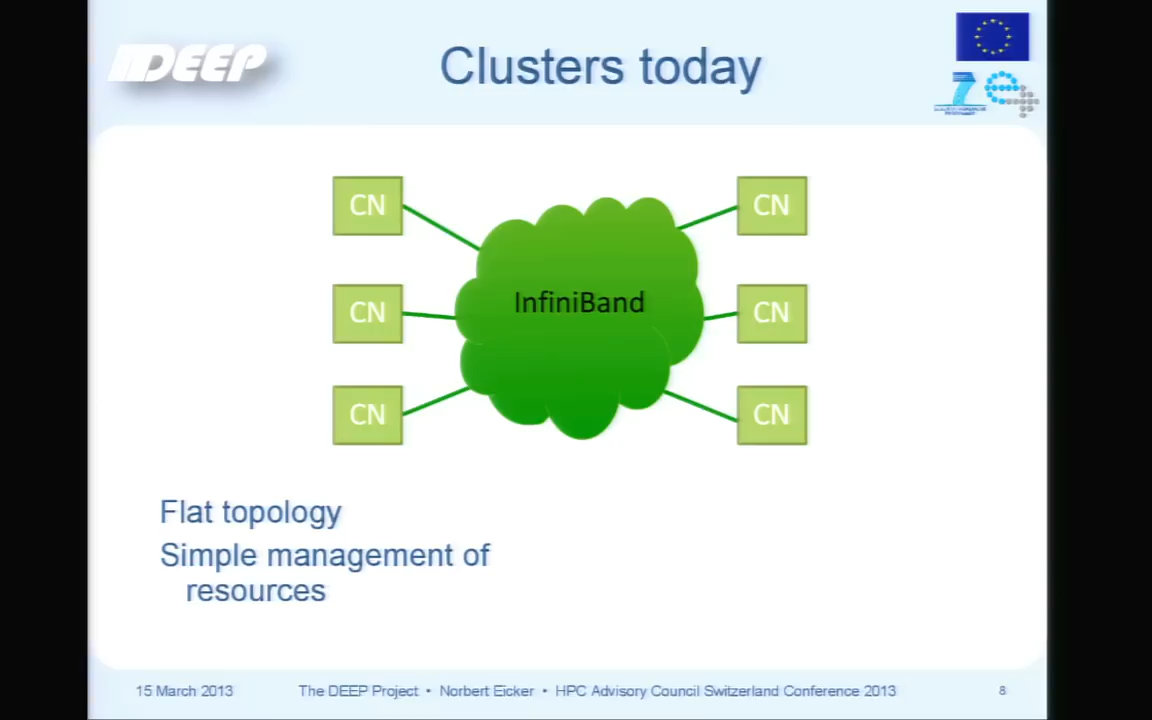 DEEP
Clusters today
CN
CN
InfiniBand
CN
CN
CN
CN
Flat topology
Simple management of
resources
15 March 2013
The DEEP Project • Norbert Eicker • HPC Advisory Council Switzerland Conference 2013
8